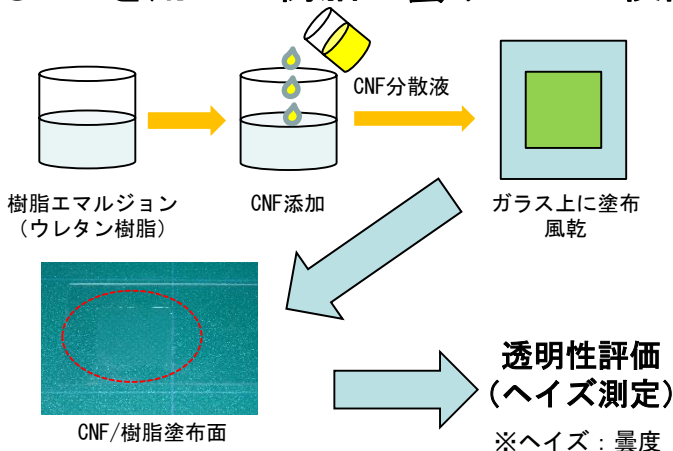 CNF分散液
樹脂エマルジョン
（ウレタン樹脂）
CNF添加
ガラス上に塗布
風乾
透明性評価
（ヘイズ測定）
※ヘイズ：曇度
CNF/樹脂塗布面